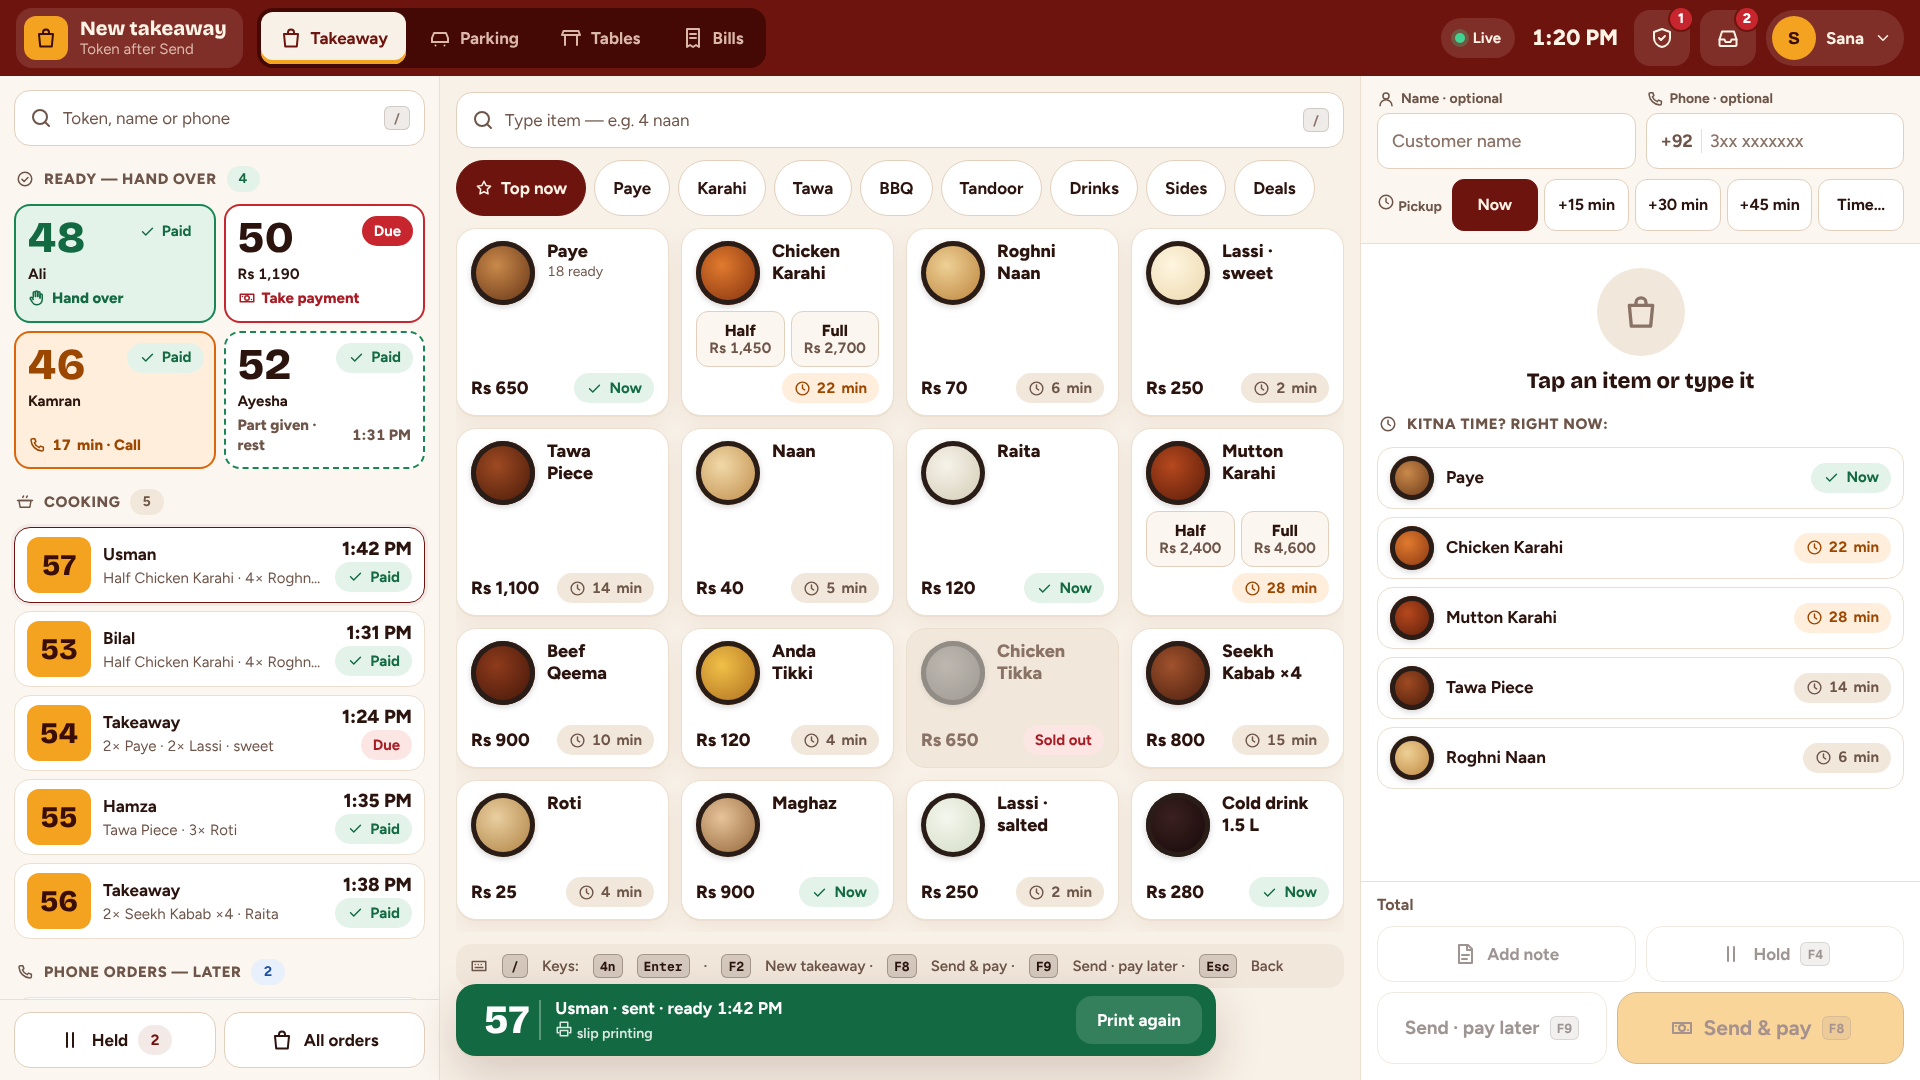 New takeaway
Token after Send
Takeaway
Parking
Tables
Bills
Live
1:20 PM
1
2
S
Sana
Token, name or phone
/
READY — HAND OVER 4
48
Paid
Ali
Hand over
50
Due
Rs 1,190
Take payment
46
Paid
Kamran
17 min · Call
52
Paid
Ayesha
Part given · rest
1:31 PM
COOKING 5
57
Usman
1:42 PM
Half Chicken Karahi · 4× Roghn...
Paid
53
Bilal
1:31 PM
Half Chicken Karahi · 4× Roghn...
Paid
54
Takeaway
1:24 PM
2× Paye · 2× Lassi · sweet
Due
55
Hamza
1:35 PM
Tawa Piece · 3× Roti
Paid
56
Takeaway
1:38 PM
2× Seekh Kabab ×4 · Raita
Paid
PHONE ORDERS — LATER 2
Held 2
All orders
Type item — e.g. 4 naan
/
Top now
Paye
Karahi
Tawa
BBQ
Tandoor
Drinks
Sides
Deals
Paye
18 ready
Rs 650
Now
Chicken Karahi
Half
Rs 1,450
Full
Rs 2,700
22 min
Roghni Naan
Rs 70
6 min
Lassi · sweet
Rs 250
2 min
Tawa Piece
Rs 1,100
14 min
Naan
Rs 40
5 min
Raita
Rs 120
Now
Mutton Karahi
Half
Rs 2,400
Full
Rs 4,600
28 min
Beef Qeema
Rs 900
10 min
Anda Tikki
Rs 120
4 min
Chicken Tikka
Rs 650
Sold out
Seekh Kabab ×4
Rs 800
15 min
Roti
Rs 25
4 min
Maghaz
Rs 900
Now
Lassi · salted
Rs 250
2 min
Cold drink 1.5 L
Rs 280
Now
/ Keys: 4n Enter · F2 New takeaway · F8 Send & pay · F9 Send · pay later · Esc Back
57
Usman · sent · ready 1:42 PM
slip printing
Print again
Name · optional
Customer name
Phone · optional
+92 3xx xxxxxxx
Pickup
Now
+15 min
+30 min
+45 min
Time...
Tap an item or type it
KITNA TIME? RIGHT NOW:
Paye
Now
Chicken Karahi
22 min
Mutton Karahi
28 min
Tawa Piece
14 min
Roghni Naan
6 min
Total
Add note
Hold F4
Send · pay later F9
Send & pay F8